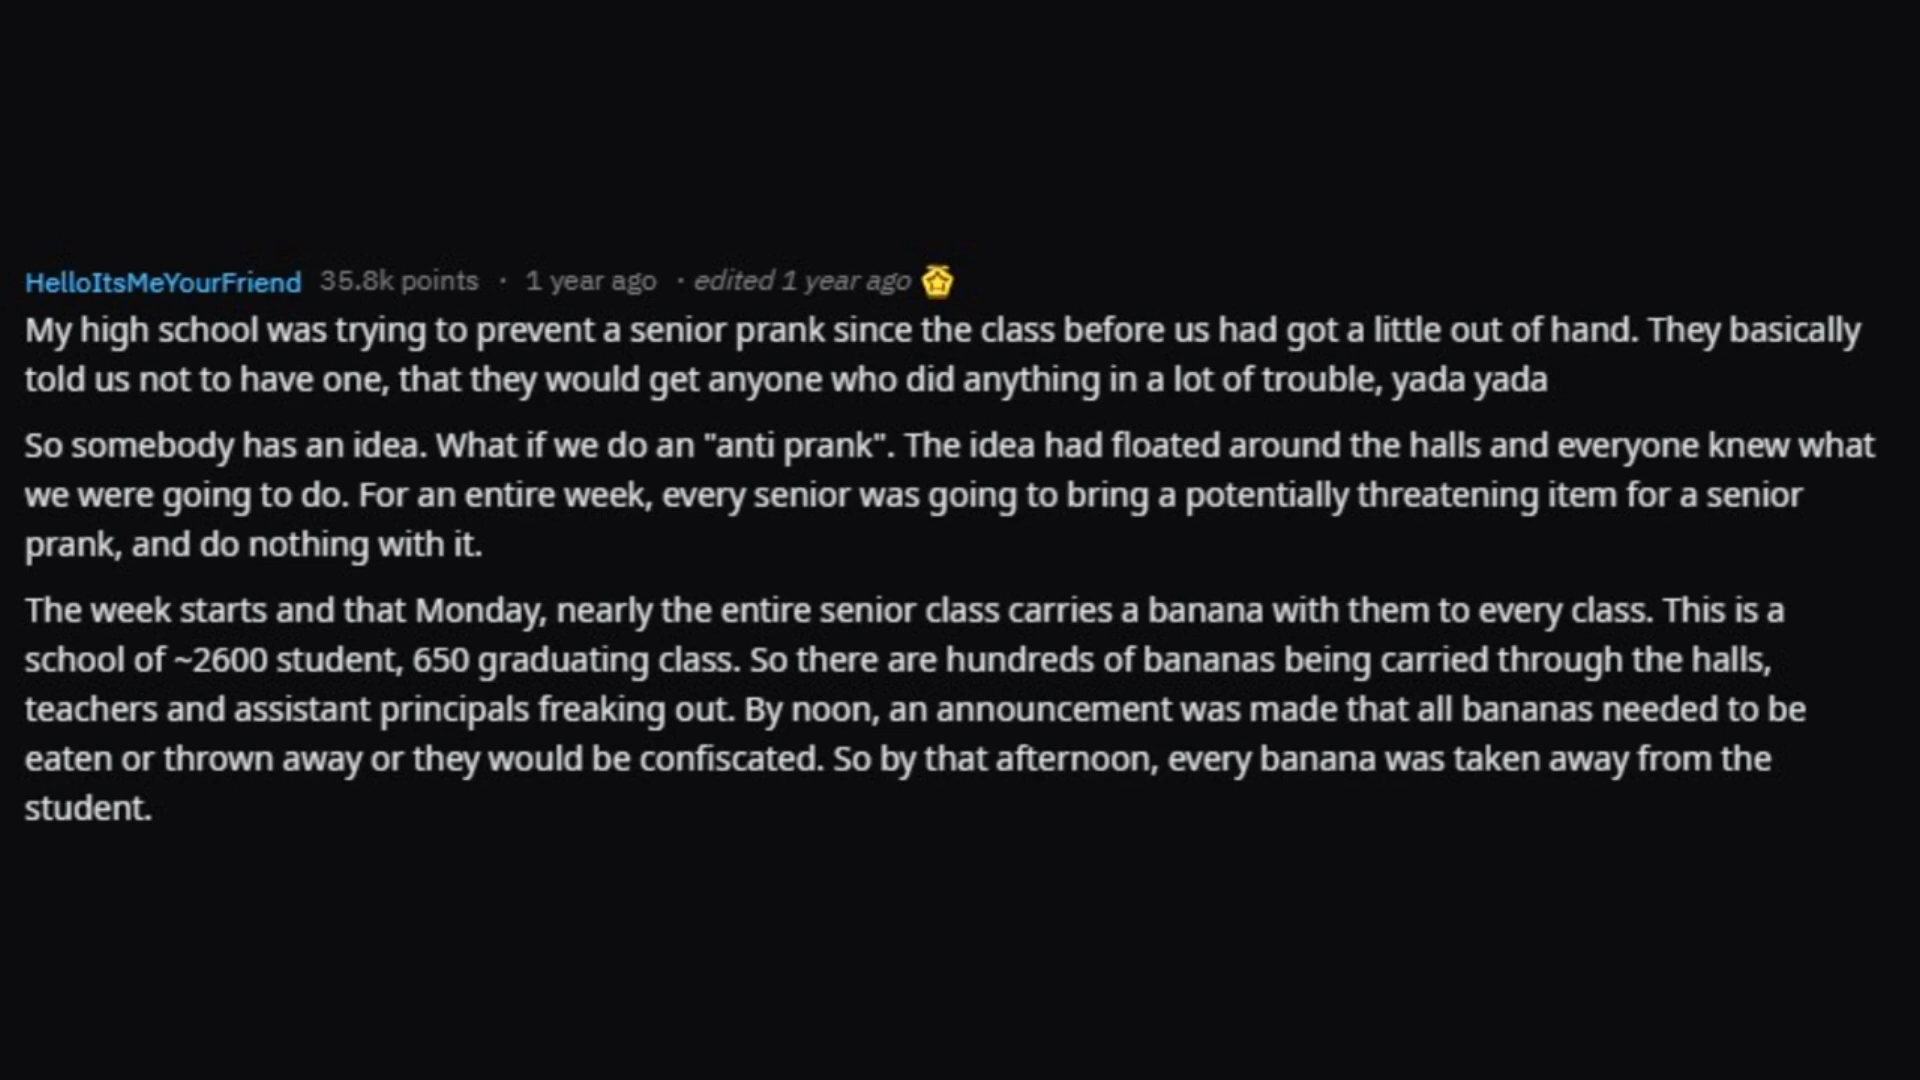 HelloItsMeYourFriend 35.8k points · 1 year ago · edited 1 year ago
My high school was trying to prevent a senior prank since the class before us had got a little out of hand. They basically
told us not to have one, that they would get anyone who did anything in a lot of trouble, yada yada
So somebody has an idea. What if we do an "anti prank". The idea had floated around the halls and everyone knew what
we were going to do. For an entire week, every senior was going to bring a potentially threatening item for a senior
prank, and do nothing with it.
The week starts and that Monday, nearly the entire senior class carries a banana with them to every class. This is a
school of ~2600 student, 650 graduating class. So there are hundreds of bananas being carried through the halls,
teachers and assistant principals freaking out. By noon, an announcement was made that all bananas needed to be
eaten or thrown away or they would be confiscated. So by that afternoon, every banana was taken away from the
student.